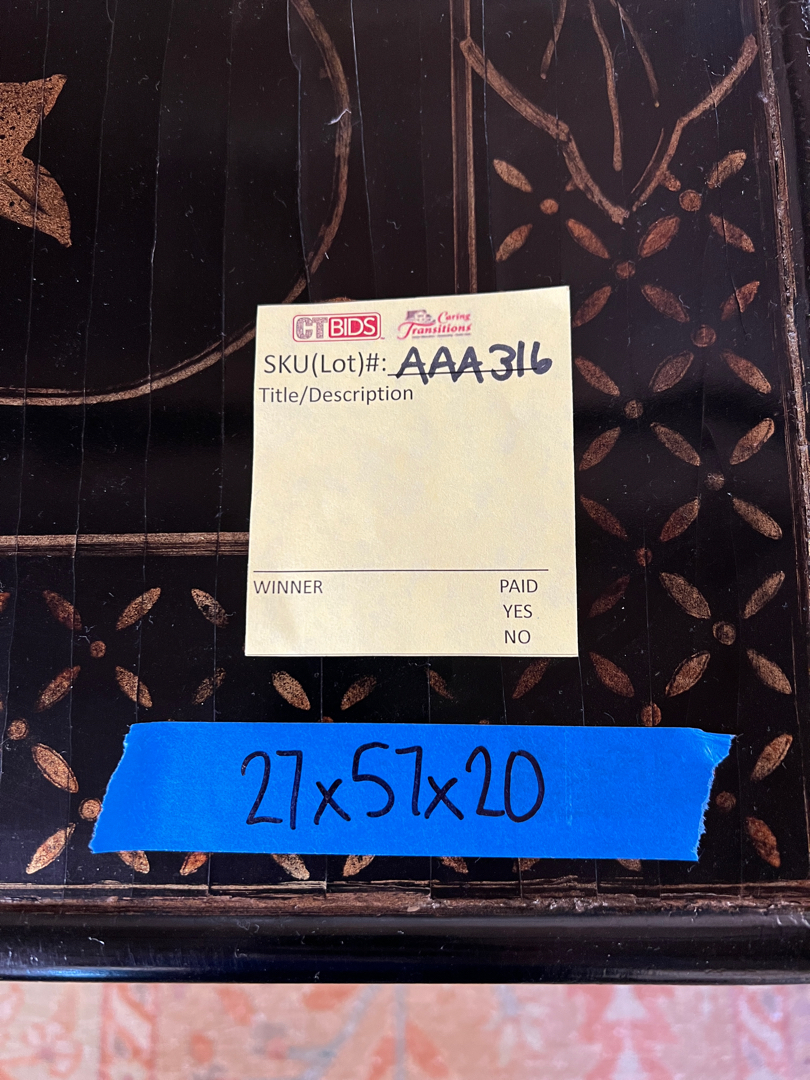 CTBIDS Caring Transitions
SKU(Lot)#: AAA316
Title/Description
WINNER PAID
YES
NO
27x57x20